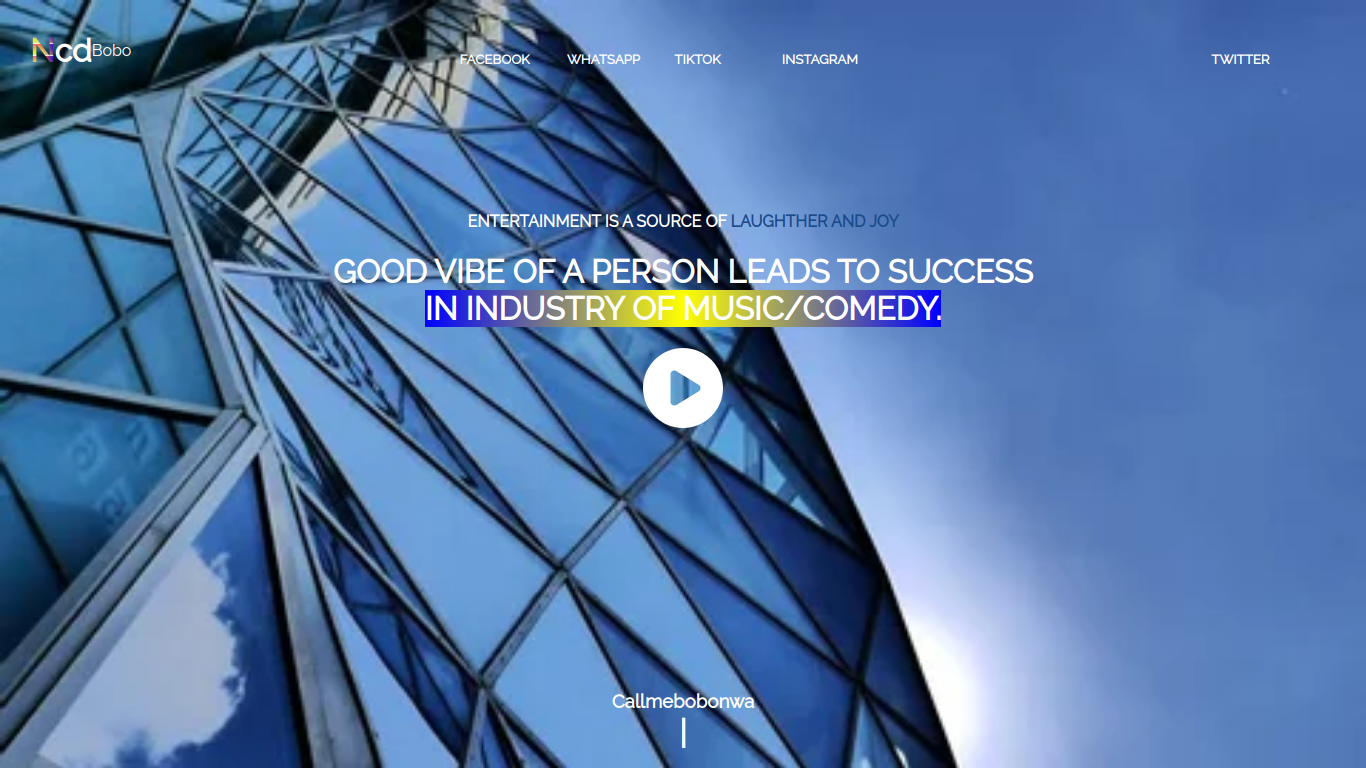 NcdBobo
FACEBOOK WHATSAPP TIKTOK INSTAGRAM TWITTER
ENTERTAINMENT IS A SOURCE OF LAUGHTHER AND JOY
GOOD VIBE OF A PERSON LEADS TO SUCCESS
IN INDUSTRY OF MUSIC/COMEDY.
Callmebobonwa